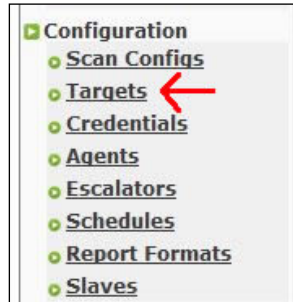 Configuration
Scan Configs
Targets
Credentials
Agents
Escalators
Schedules
Report Formats
Slaves